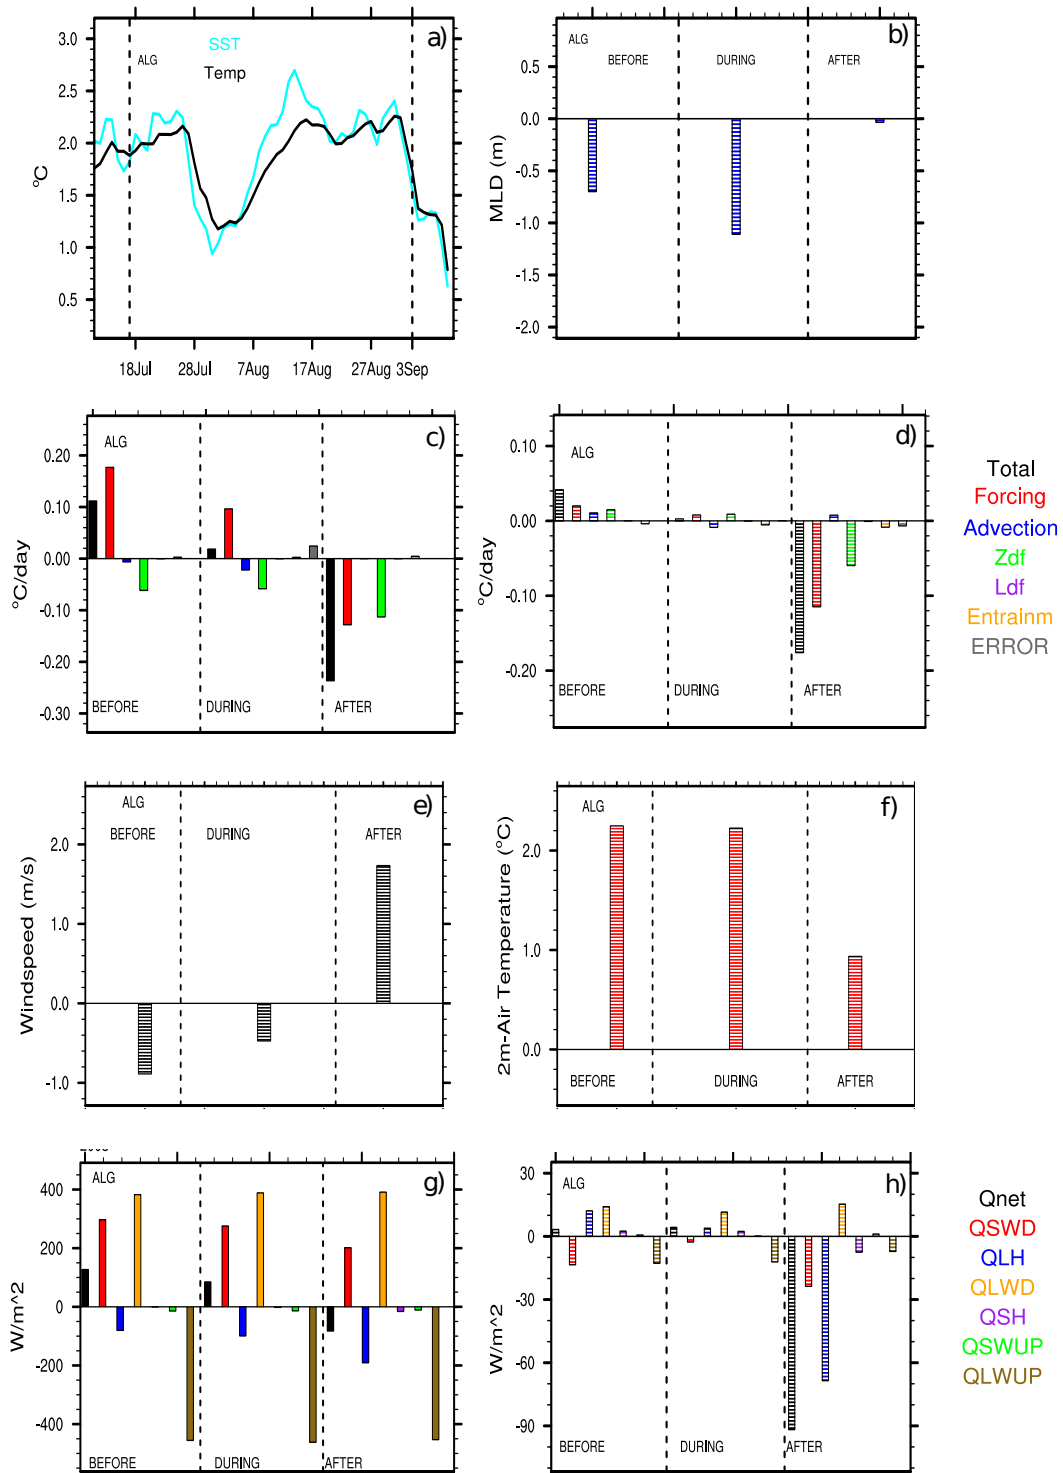 a)
3.0
2.5
2.0
1.5
1.0
0.5
°C
ALG
SST
Temp
18Jul
28Jul
7Aug
17Aug
27Aug
3Sep
b)
ALG
BEFORE
DURING
AFTER
0.5
0.0
-0.5
-1.0
-1.5
-2.0
MLD (m)
c)
ALG
0.20
0.10
0.00
-0.10
-0.20
-0.30
°C/day
BEFORE
DURING
AFTER
d)
ALG
0.10
0.00
-0.10
-0.20
°C/day
BEFORE
DURING
AFTER
Total
Forcing
Advection
Zdf
Ldf
Entralnm
ERROR
e)
ALG
BEFORE
DURING
AFTER
2.0
1.0
0.0
-1.0
Windspeed (m/s)
f)
ALG
2.0
1.0
0.0
2m-Air Temperature (°C)
BEFORE
DURING
AFTER
g)
ALG
400
200
0
-200
-400
W/m^2
BEFORE
DURING
AFTER
h)
ALG
30
0
-30
-60
-90
W/m^2
BEFORE
DURING
AFTER
Qnet
QSWD
QLH
QLWD
QSH
QSWUP
QLWUP